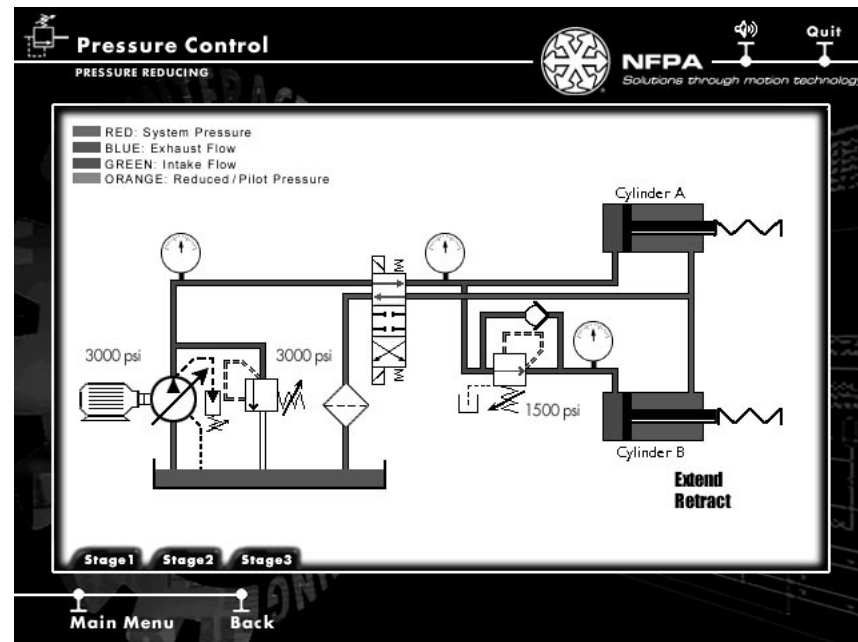 Pressure Control
PRESSURE REDUCING
NFPA
Solutions through motion technology
Quit
RED: System Pressure
BLUE: Exhaust Flow
GREEN: Intake Flow
ORANGE: Reduced / Pilot Pressure
Cylinder A
3000 psi
3000 psi
1500 psi
Cylinder B
Extend
Retract
Stage1
Stage2
Stage3
Main Menu
Back